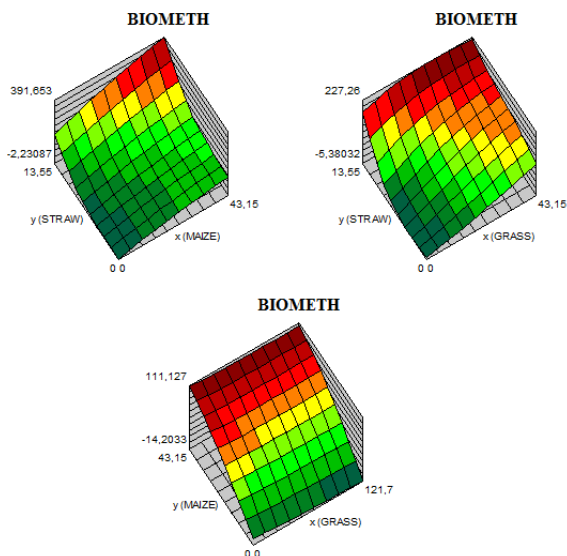 BIOMETH
391,653
-2,23087
13,55
y (STRAW)
x (MAIZE)
43,15
0 0
BIOMETH
227,26
-5,38032
13,55
y (STRAW)
x (GRASS)
43,15
0 0
BIOMETH
111,127
-14,2033
43,15
y (MAIZE)
x (GRASS)
121,7
0 0